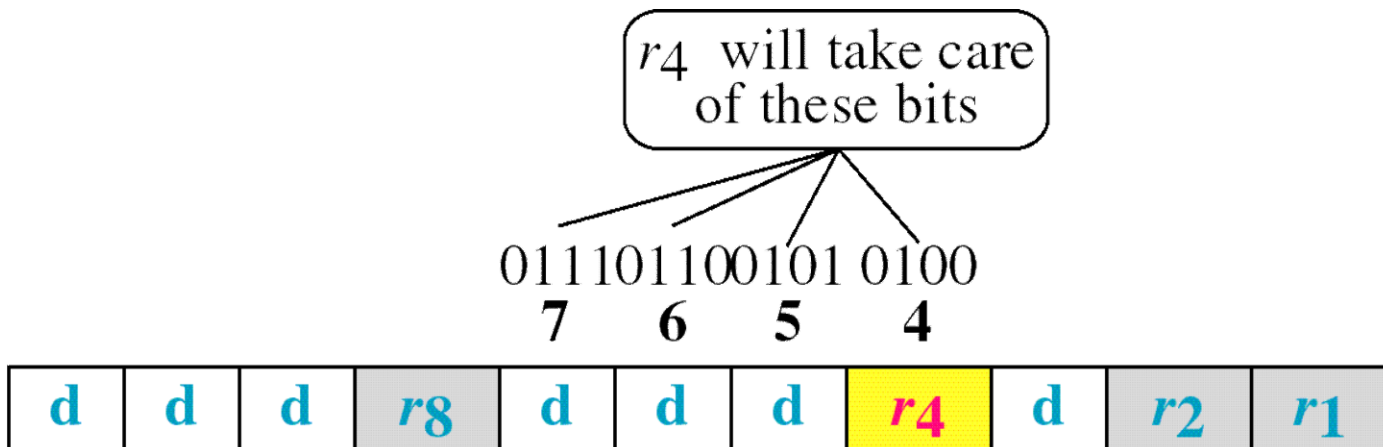 r4 will take care
of these bits
0111 0110 0101 0100
7 6 5 4
d d d r8 d d d r4 d r2 r1